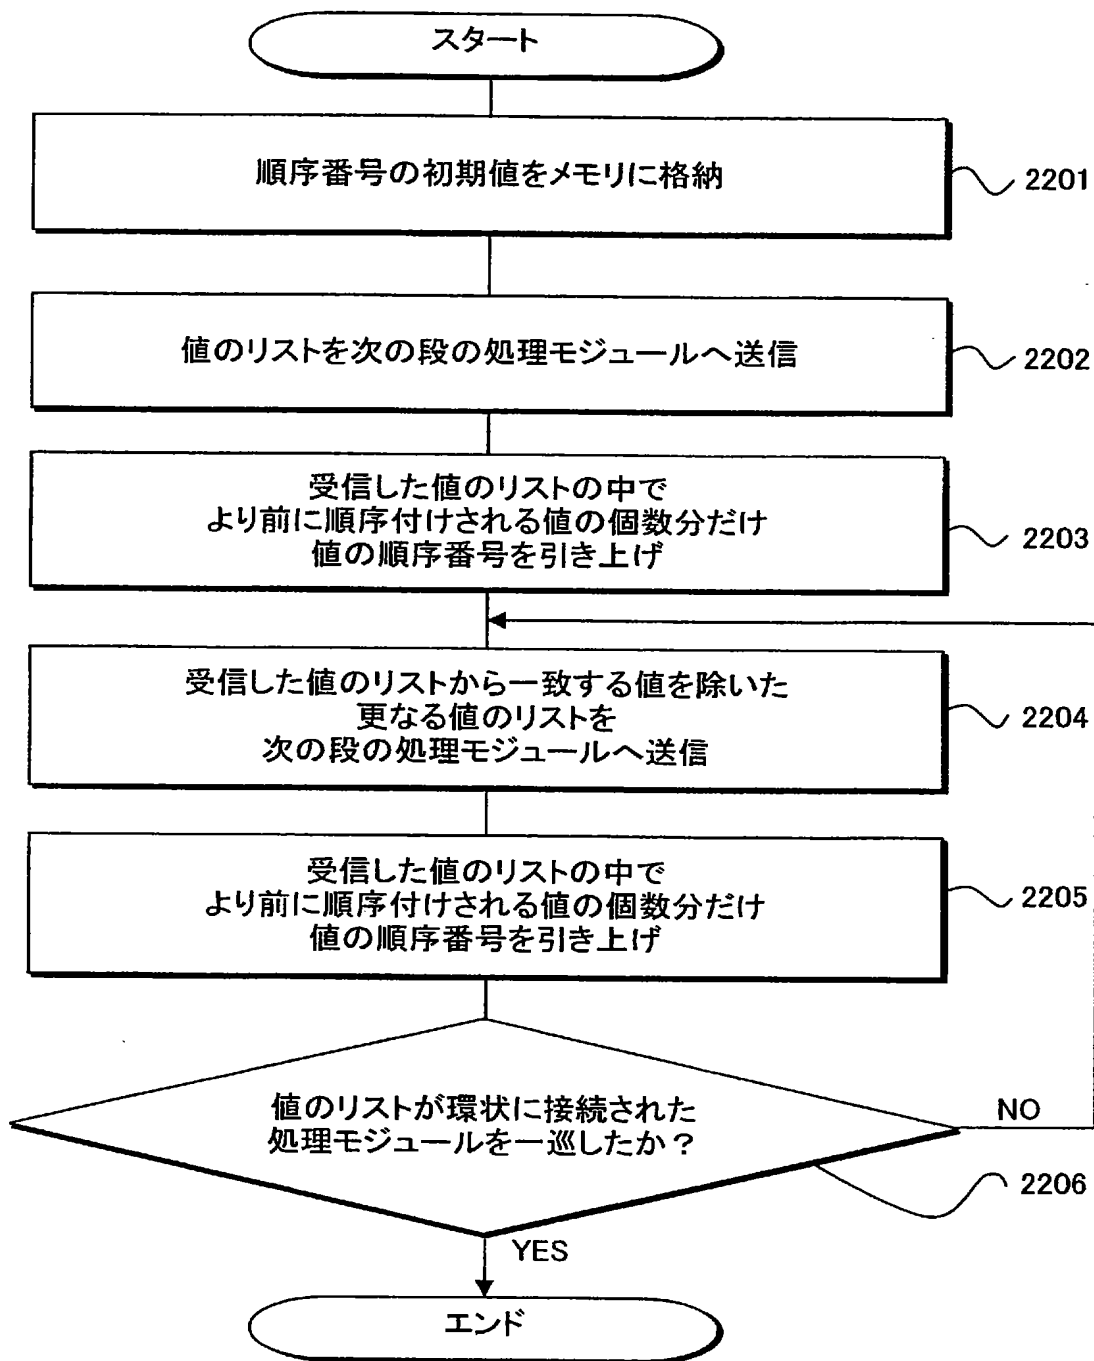 スタート
順序番号の初期値をメモリに格納
2201
値のリストを次の段の処理モジュールへ送信
2202
受信した値のリストの中で
より前に順序付けされる値の個数分だけ
値の順序番号を引き上げ
2203
受信した値のリストから一致する値を除いた
更なる値のリストを
次の段の処理モジュールへ送信
2204
受信した値のリストの中で
より前に順序付けされる値の個数分だけ
値の順序番号を引き上げ
2205
値のリストが環状に接続された
処理モジュールを一巡したか？
NO
2206
YES
エンド